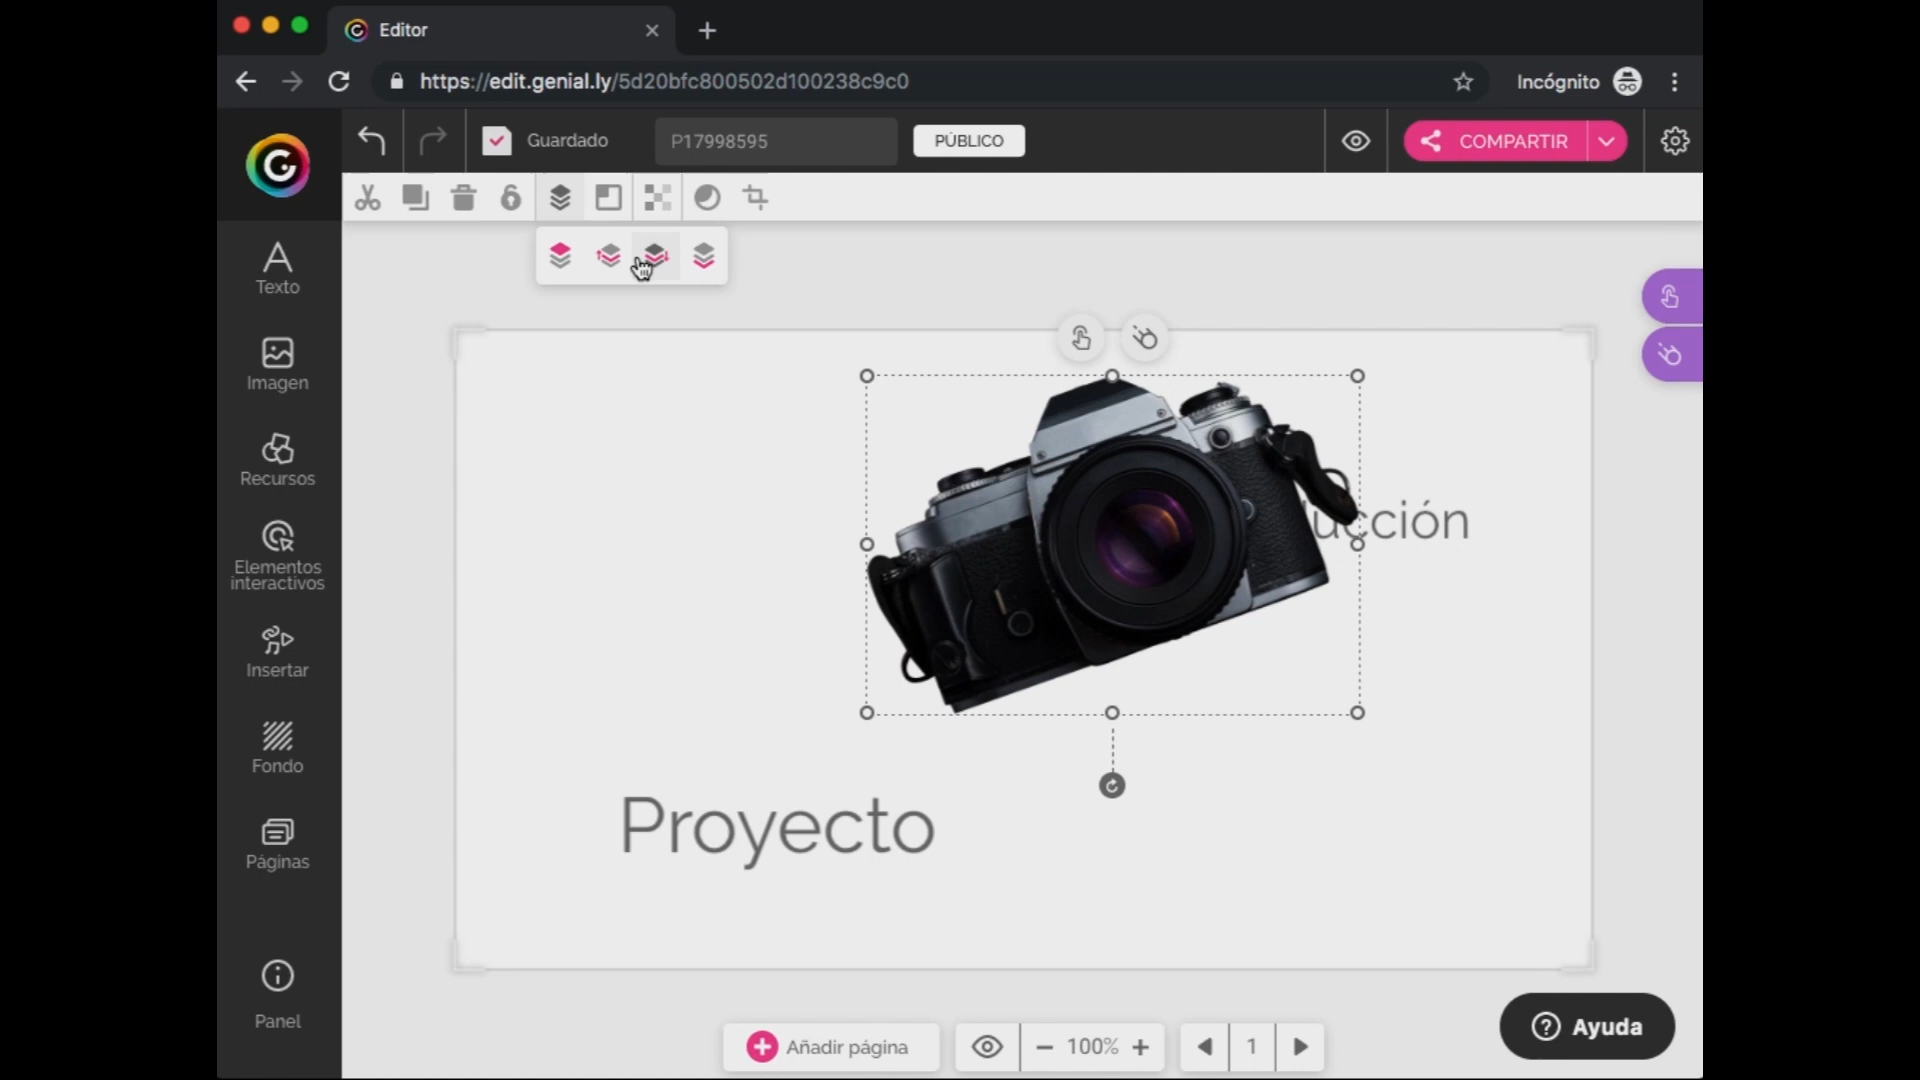 Editor
https://edit.genial.ly/5d20bfc800502d100238c9c0
Incógnito
Guardado
P17998595
PÚBLICO
COMPARTIR
Texto
Imagen
Recursos
Elementos
interactivos
Insertar
Fondo
Páginas
Panel
ucción
Proyecto
Añadir página
100%
1
Ayuda